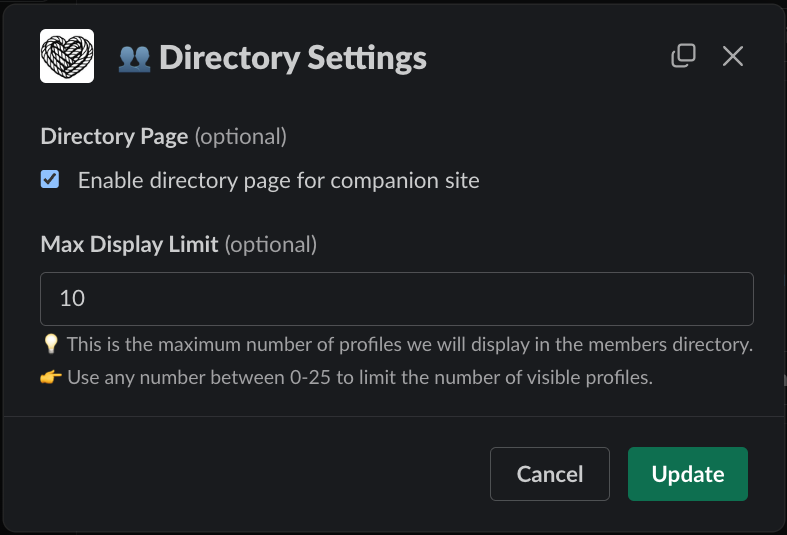 👥 Directory Settings
Directory Page (optional)
Enable directory page for companion site
Max Display Limit (optional)
10
💡 This is the maximum number of profiles we will display in the members directory.
👉 Use any number between 0-25 to limit the number of visible profiles.
Cancel
Update